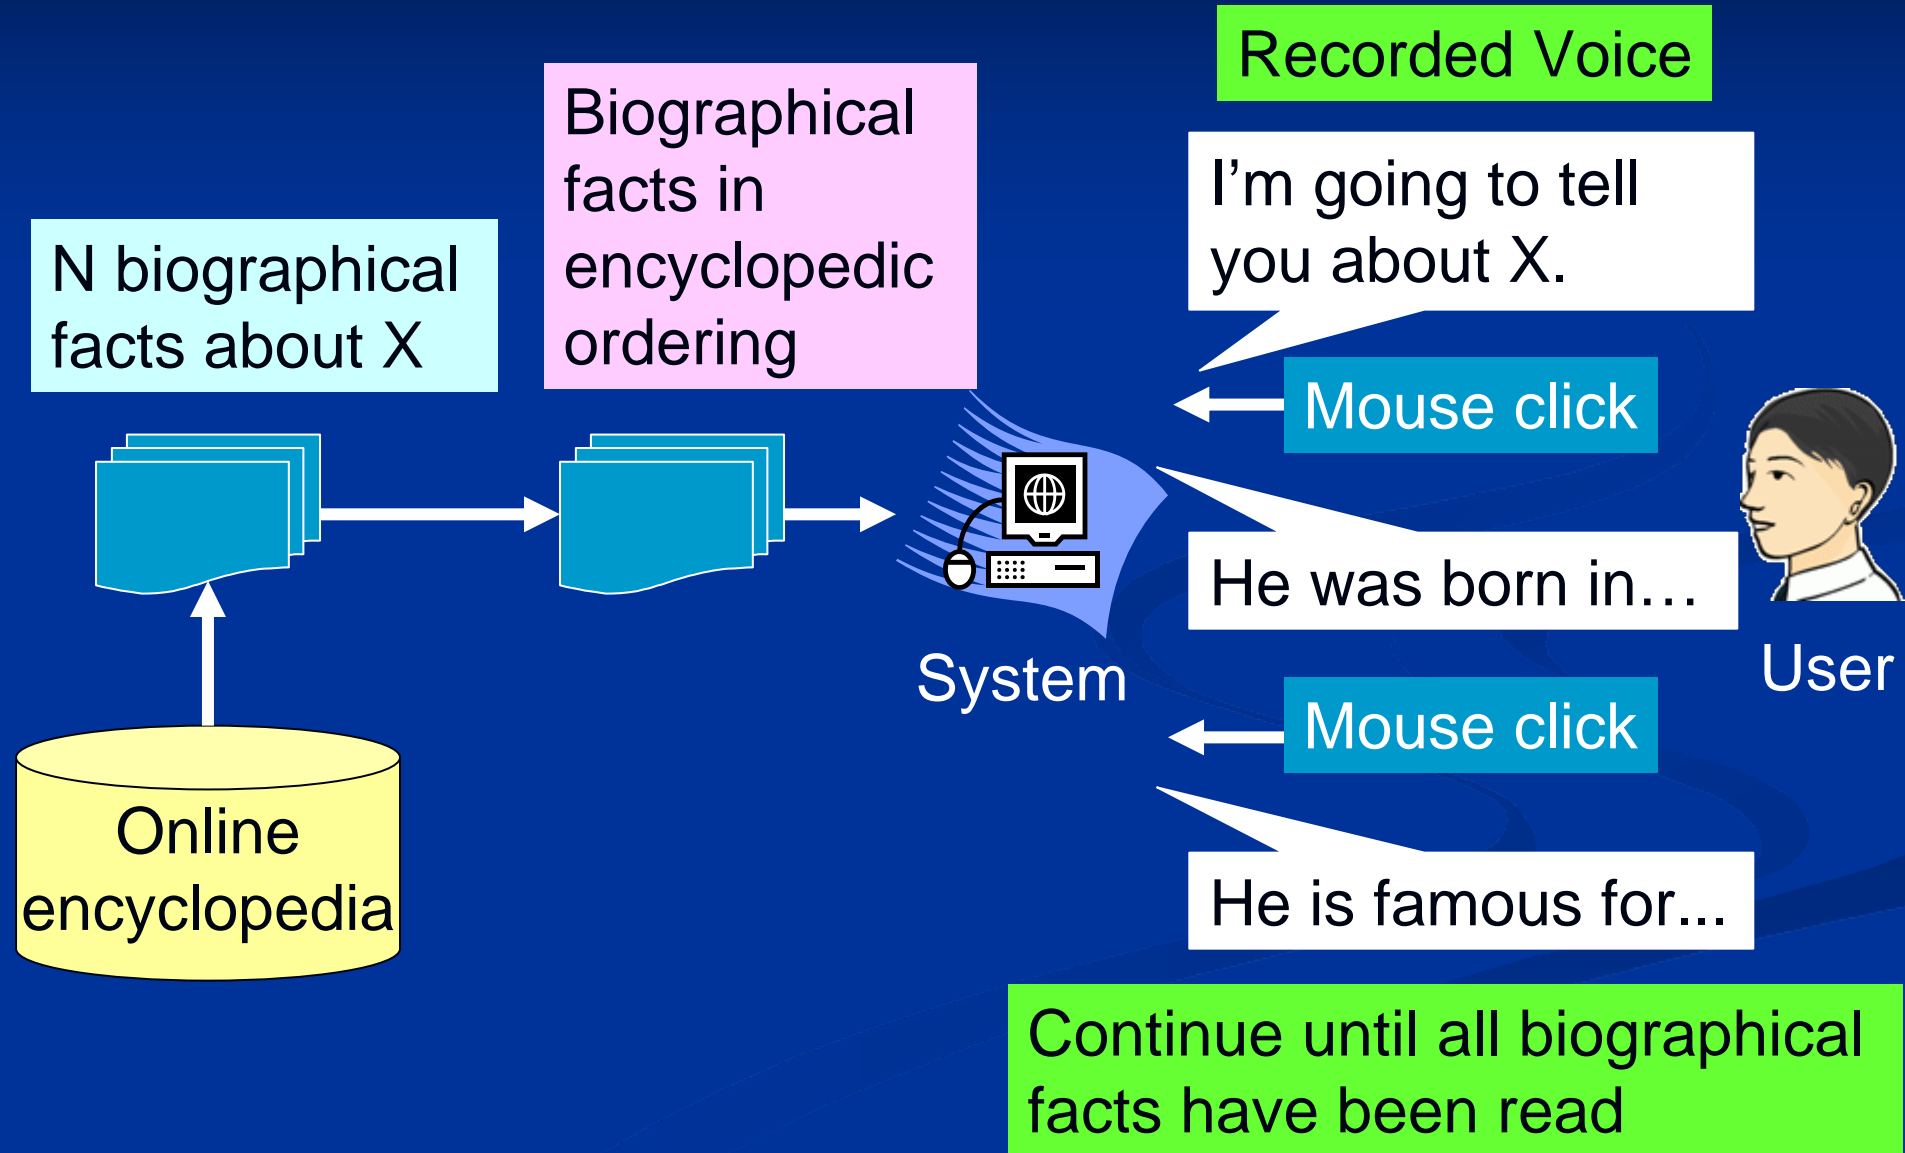 Recorded Voice
Biographical
facts in
encyclopedic
ordering
I’m going to tell
you about X.
N biographical
facts about X
Mouse click
He was born in…
System
User
Mouse click
Online
encyclopedia
He is famous for...
Continue until all biographical
facts have been read